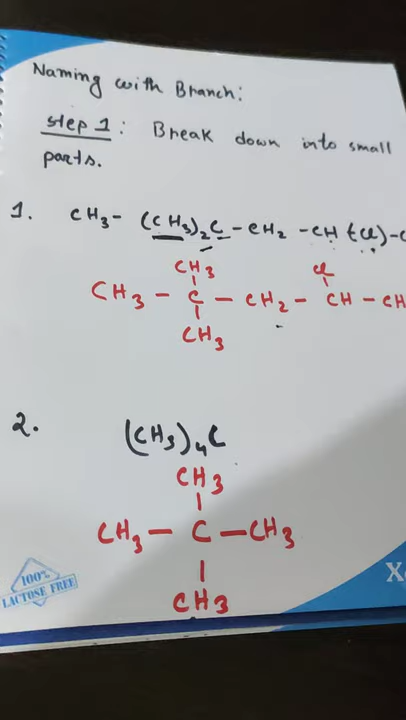 Naming with Branch:
step 1: Break down into small
parts.
1. CH3- (CH3)2C-CH2 -CH(Cl)-C
CH3 Cl
CH3 - C - CH2 - CH - CH
CH3
2. (CH3)4C
CH3
CH3 - C - CH3
CH3
100%
LACTOSE FREE
X